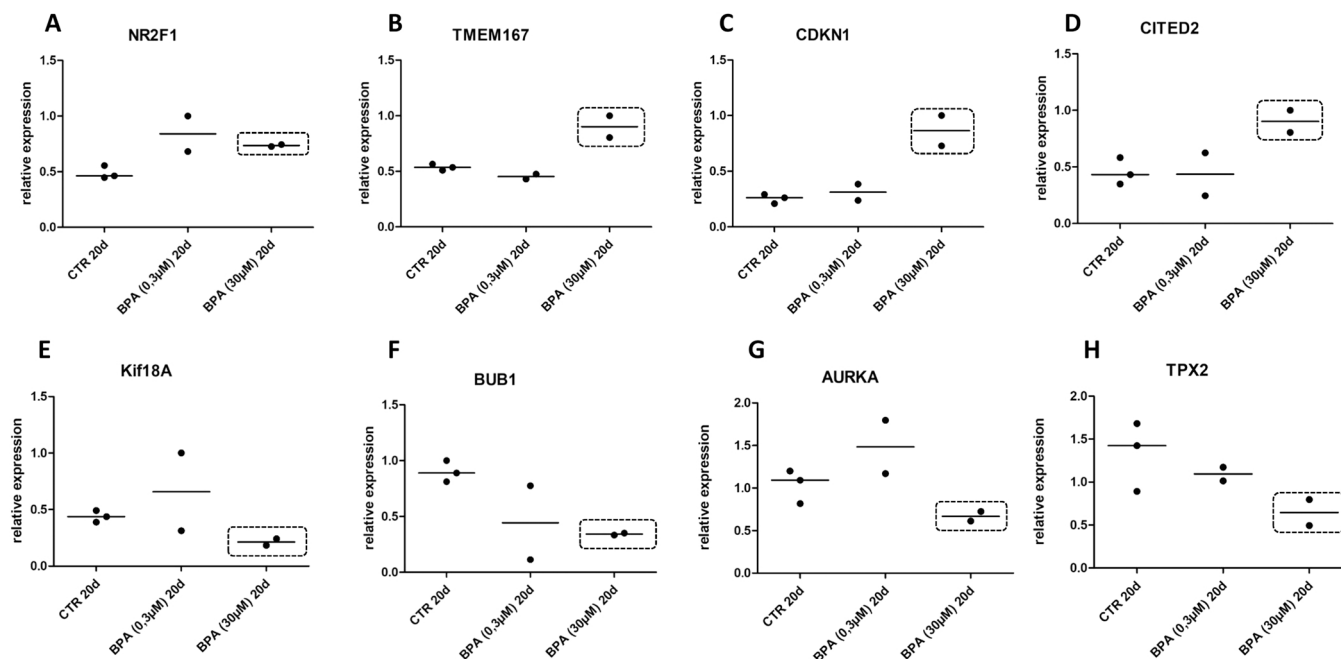 A
NR2F1
relative expression
1.5
1.0
0.5
0.0
CTR 20d
BPA (0,3µM) 20d
BPA (30µM) 20d
B
TMEM167
relative expression
1.5
1.0
0.5
0.0
CTR 20d
BPA (0,3µM) 20d
BPA (30µM) 20d
C
CDKN1
relative expression
1.5
1.0
0.5
0.0
CTR 20d
BPA (0,3µM) 20d
BPA (30µM) 20d
D
CITED2
relative expression
1.5
1.0
0.5
0.0
CTR 20d
BPA (0,3µM) 20d
BPA (30µM) 20d
E
Kif18A
relative expression
1.5
1.0
0.5
0.0
CTR 20d
BPA (0,3µM) 20d
BPA (30µM) 20d
F
BUB1
relative expression
1.5
1.0
0.5
0.0
CTR 20d
BPA (0,3µM) 20d
BPA (30µM) 20d
G
AURKA
relative expression
2.0
1.5
1.0
0.5
0.0
CTR 20d
BPA (0,3µM) 20d
BPA (30µM) 20d
H
TPX2
relative expression
2.0
1.5
1.0
0.5
0.0
CTR 20d
BPA (0,3µM) 20d
BPA (30µM) 20d